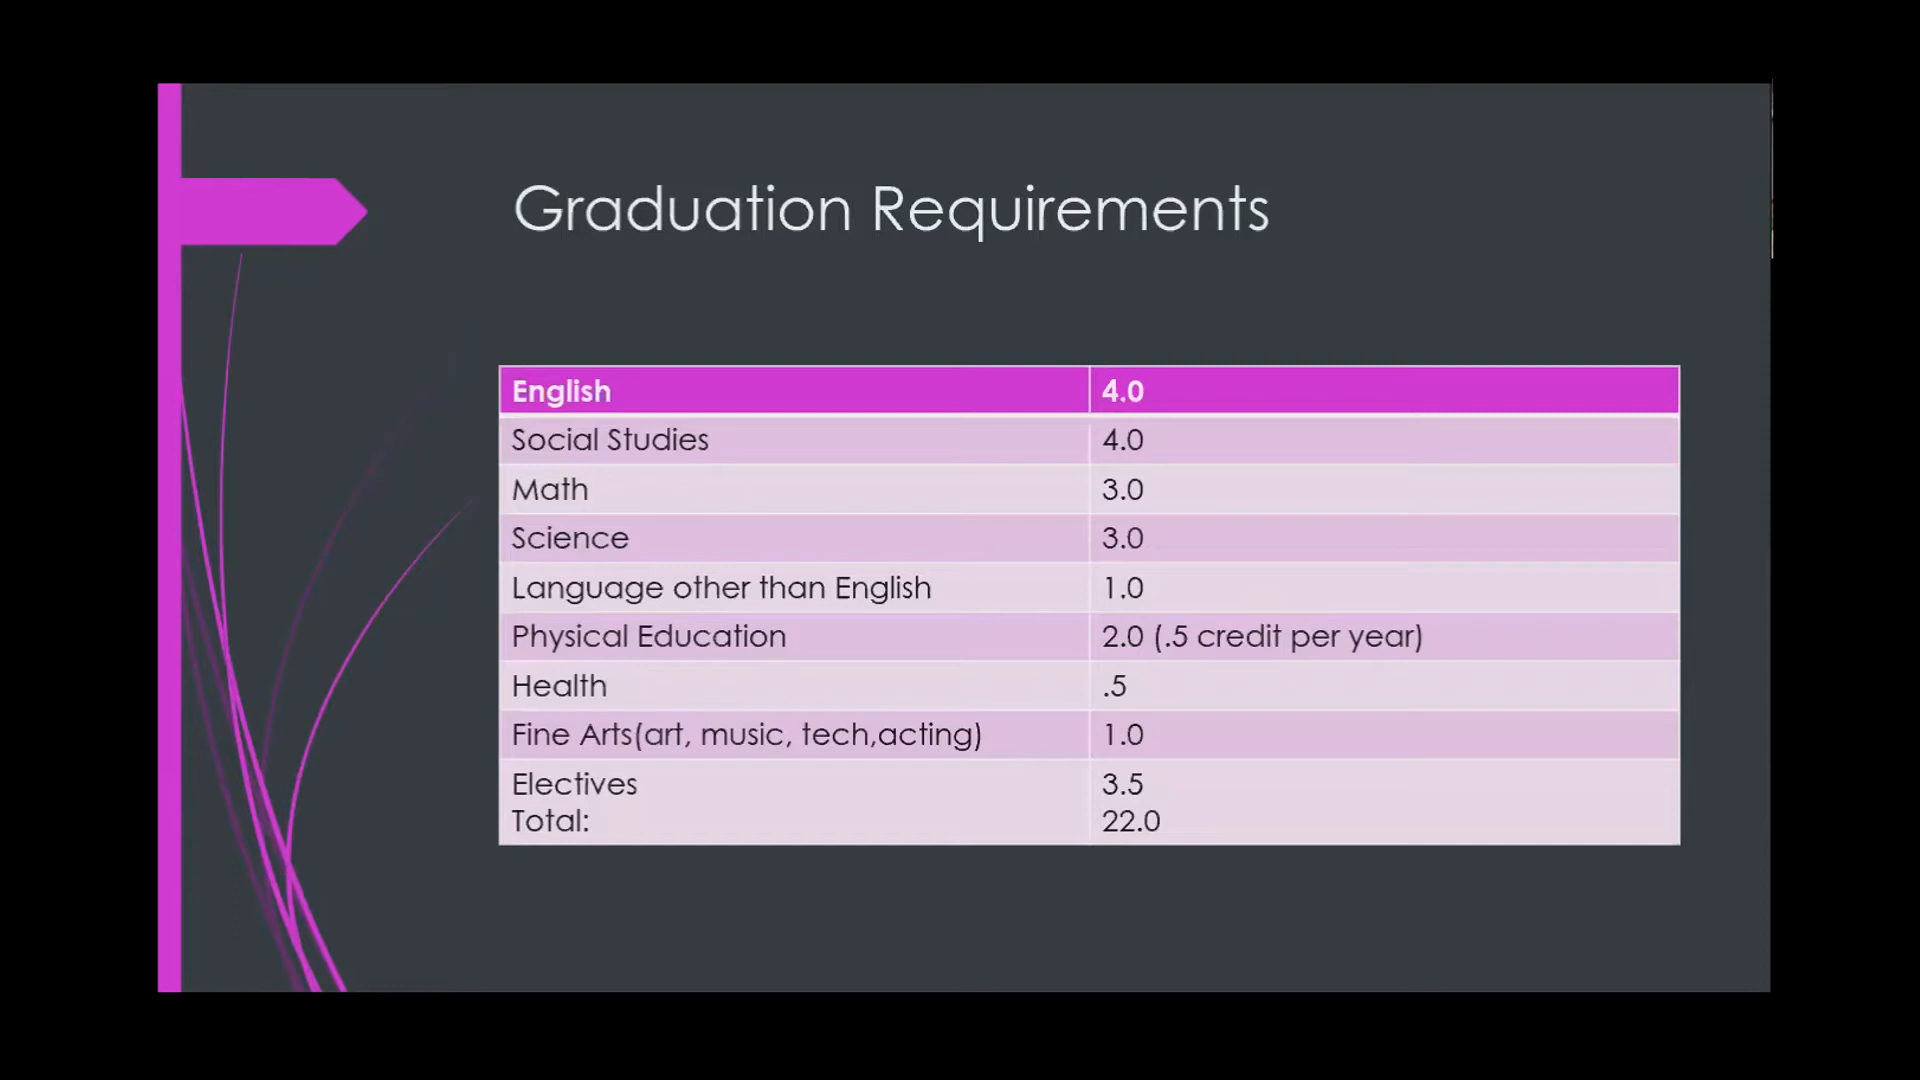 Graduation Requirements
English 4.0
Social Studies 4.0
Math 3.0
Science 3.0
Language other than English 1.0
Physical Education 2.0 (.5 credit per year)
Health .5
Fine Arts(art, music, tech,acting) 1.0
Electives 3.5
Total: 22.0